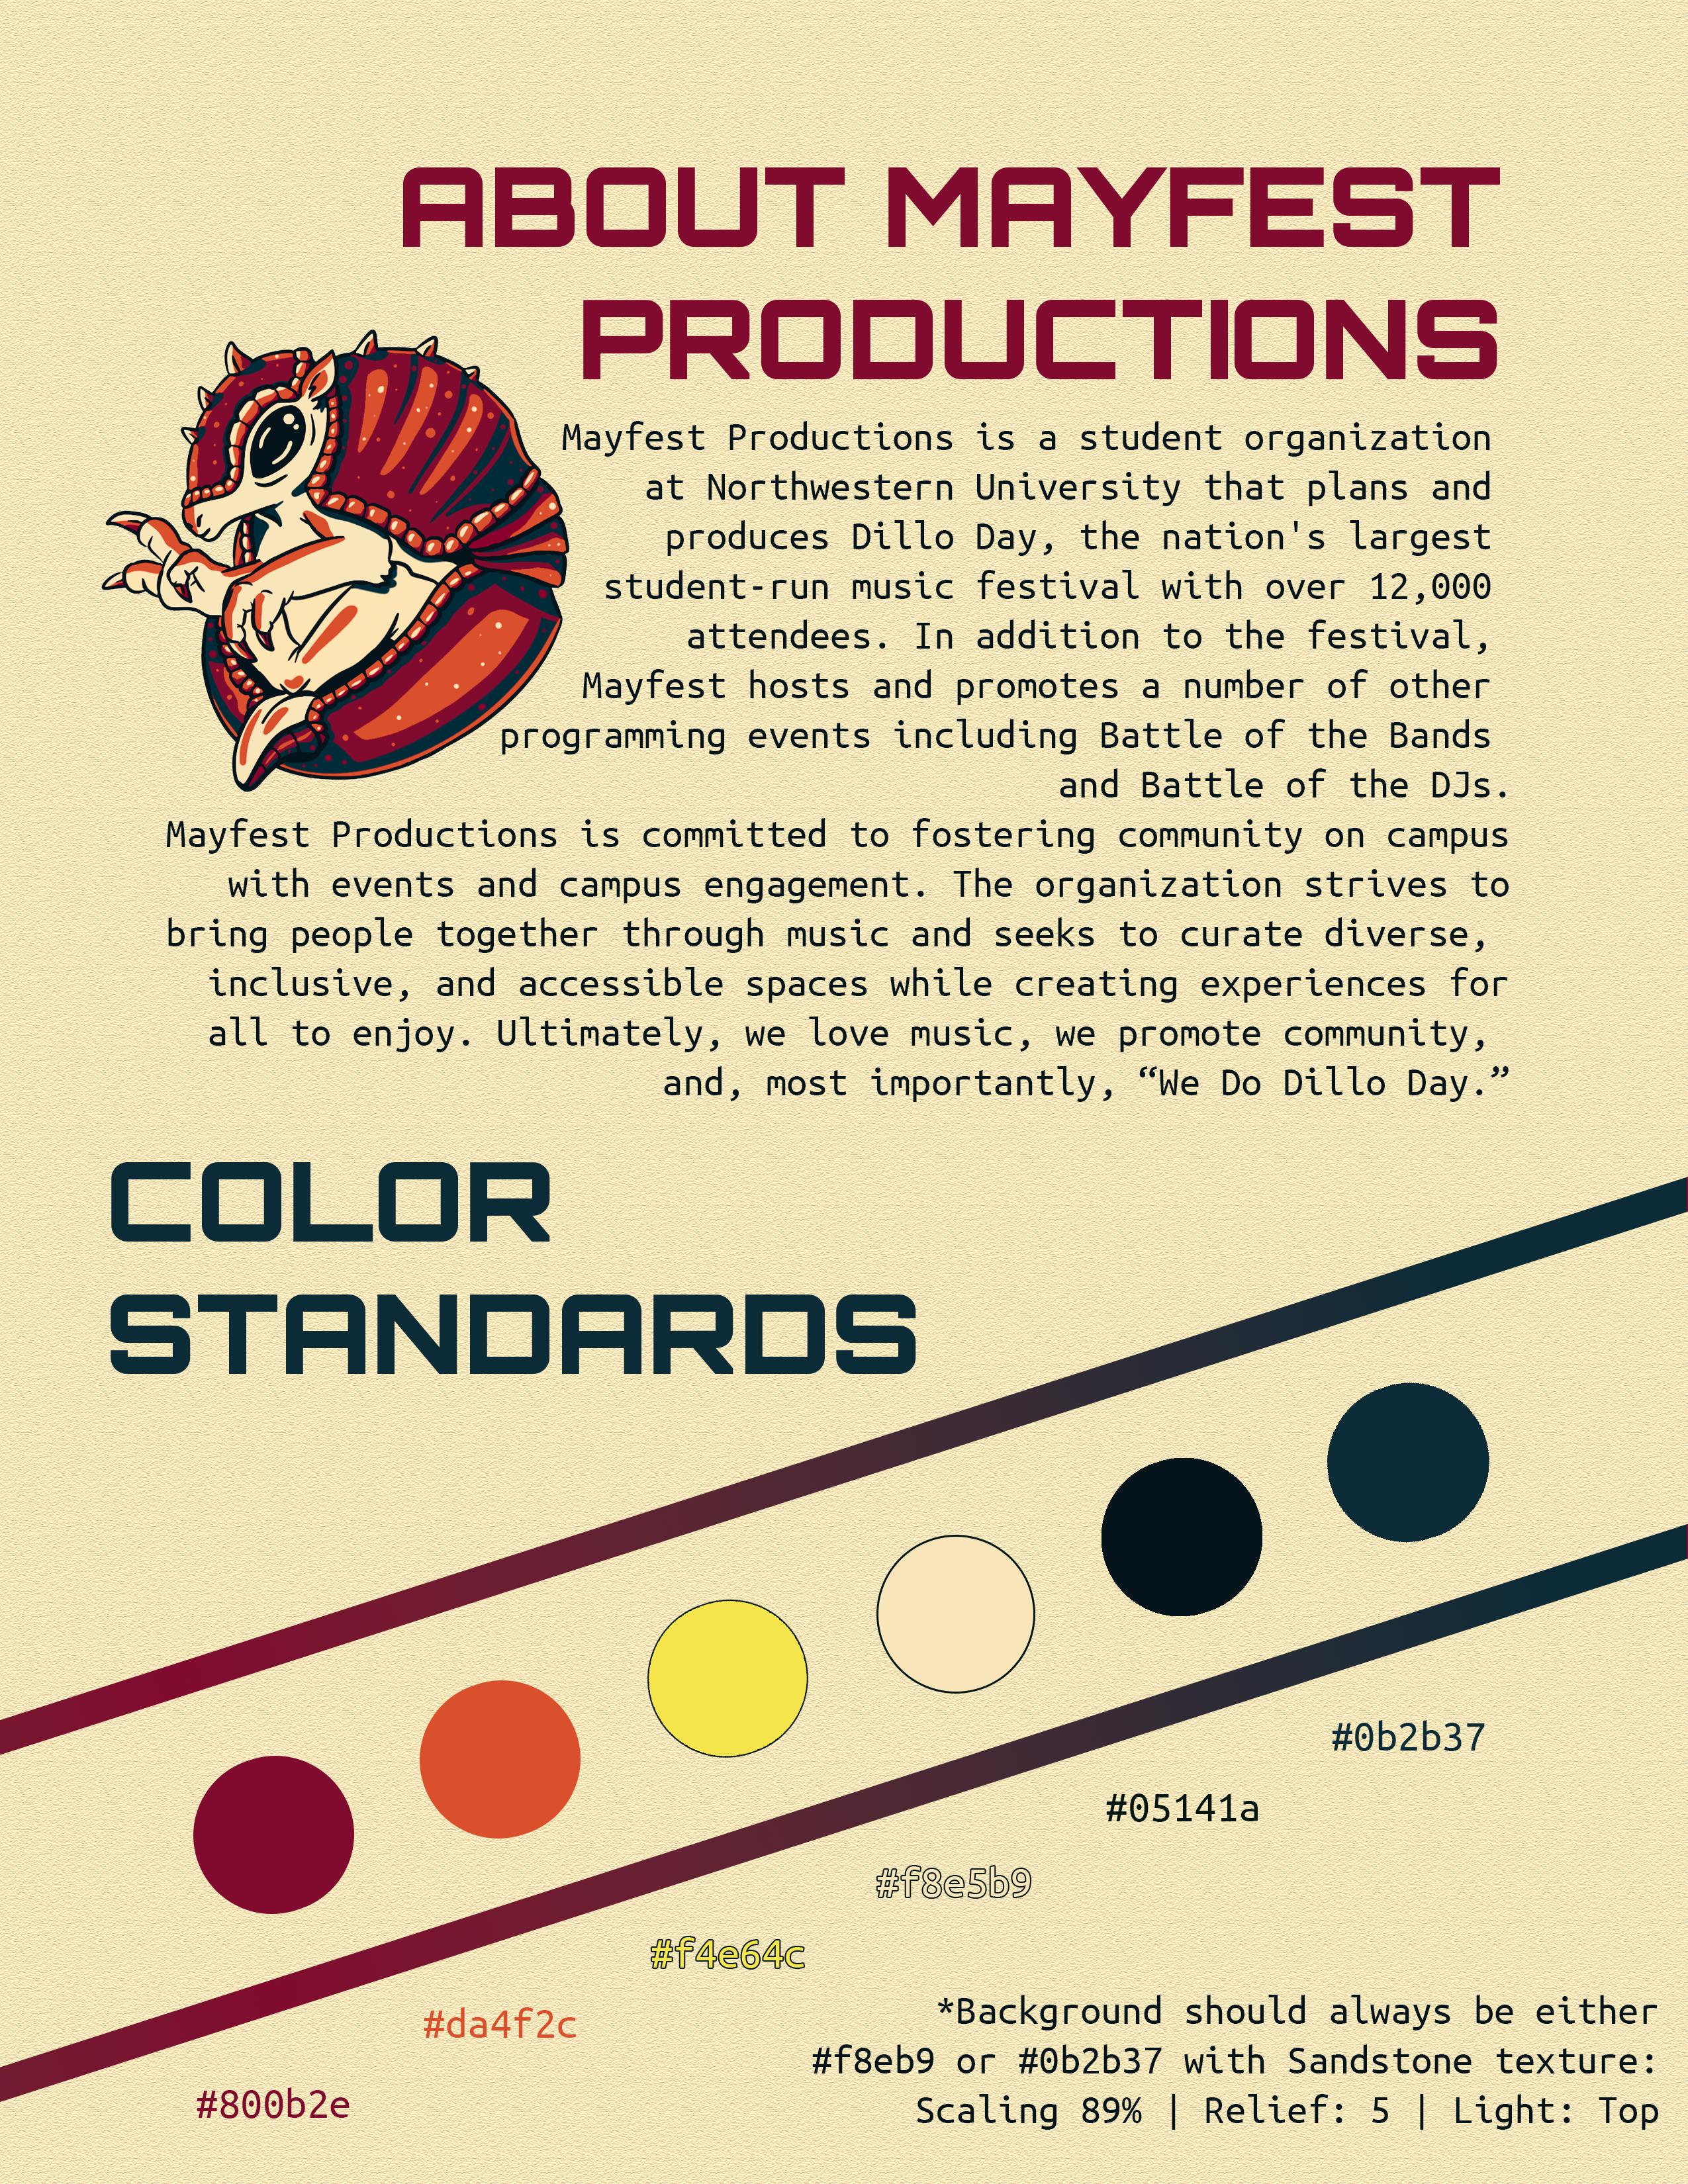 ABOUT MAYFEST
PRODUCTIONS
Mayfest Productions is a student organization
at Northwestern University that plans and
produces Dillo Day, the nation's largest
student-run music festival with over 12,000
attendees. In addition to the festival,
Mayfest hosts and promotes a number of other
programming events including Battle of the Bands
and Battle of the DJs.
Mayfest Productions is committed to fostering community on campus
with events and campus engagement. The organization strives to
bring people together through music and seeks to curate diverse,
inclusive, and accessible spaces while creating experiences for
all to enjoy. Ultimately, we love music, we promote community,
and, most importantly, “We Do Dillo Day.”
COLOR
STANDARDS
#0b2b37
#05141a
#f8e5b9
#f4e64c
#da4f2c
#800b2e
*Background should always be either
#f8eb9 or #0b2b37 with Sandstone texture:
Scaling 89% | Relief: 5 | Light: Top